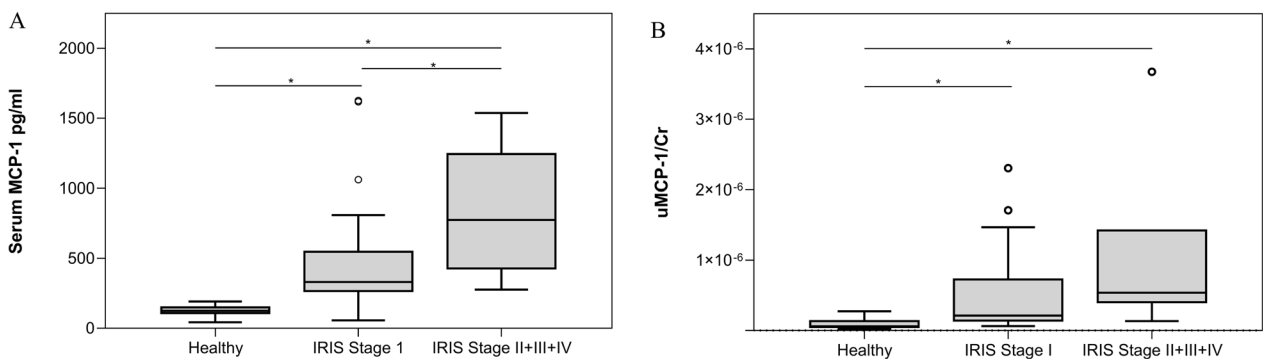 A
Serum MCP-1 pg/ml
2000
1500
1000
500
0
*
*
*
Healthy
IRIS Stage 1
IRIS Stage II+III+IV
B
uMCP-1/Cr
4×10⁻⁶
3×10⁻⁶
2×10⁻⁶
1×10⁻⁶
*
*
Healthy
IRIS Stage I
IRIS Stage II+III+IV